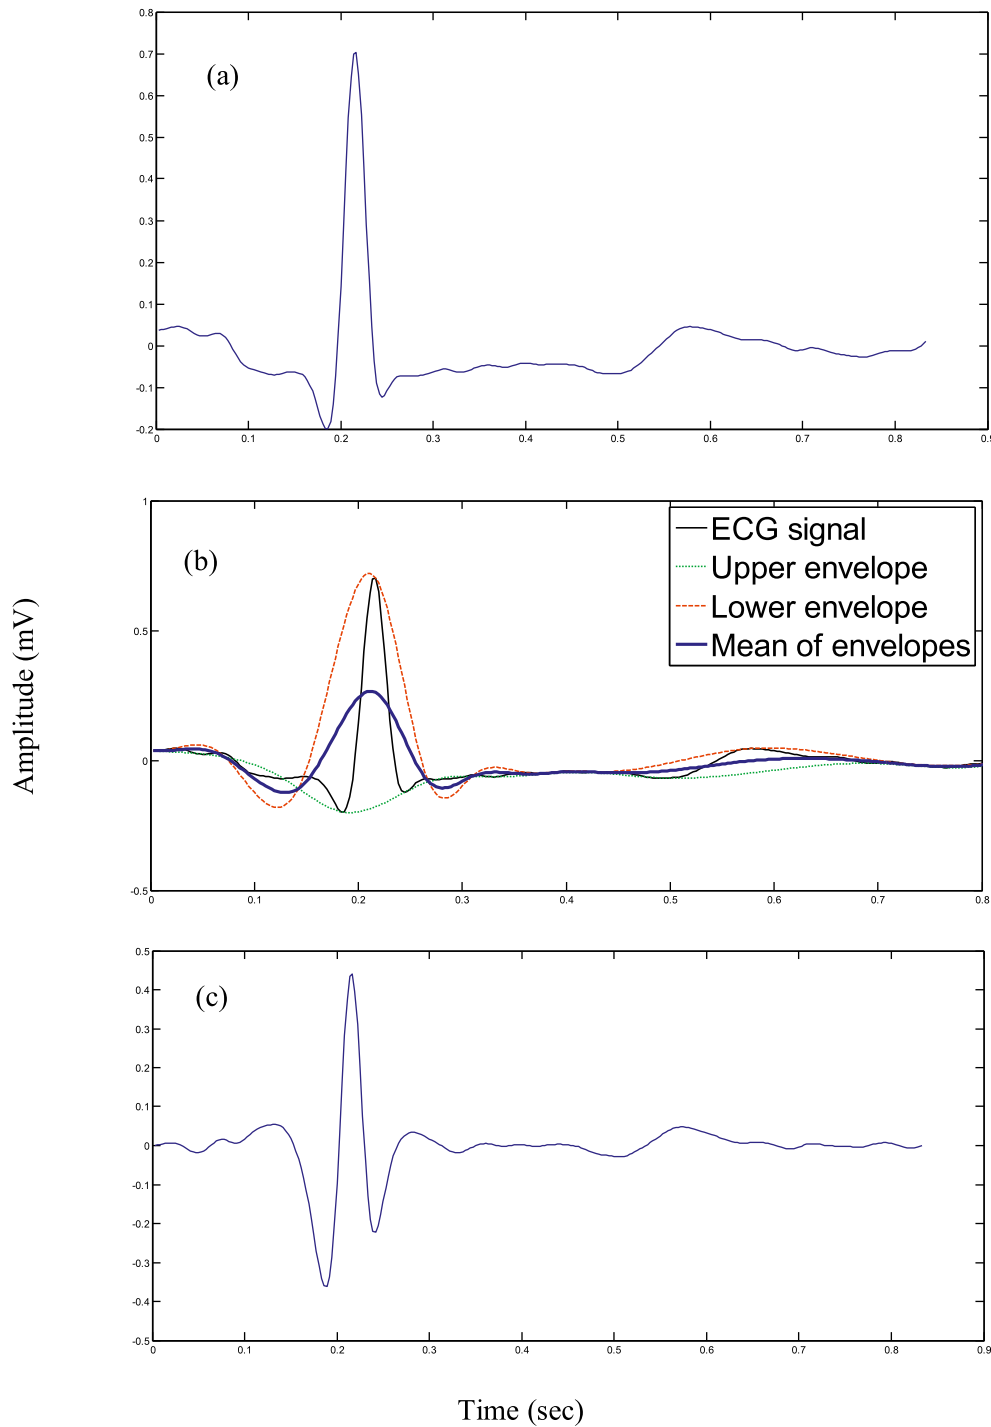 0.8
0.7
(a)
0.6
0.5
0.4
0.3
0.2
0.1
0
-0.1
-0.2
0 0.1 0.2 0.3 0.4 0.5 0.6 0.7 0.8 0.9
1
ECG signal
(b)
Upper envelope
Lower envelope
0.5
Mean of envelopes
Amplitude (mV)
0
-0.5
0 0.1 0.2 0.3 0.4 0.5 0.6 0.7 0.8
0.5
(c)
0.4
0.3
0.2
0.1
0
-0.1
-0.2
-0.3
-0.4
-0.5
0 0.1 0.2 0.3 0.4 0.5 0.6 0.7 0.8 0.9
Time (sec)